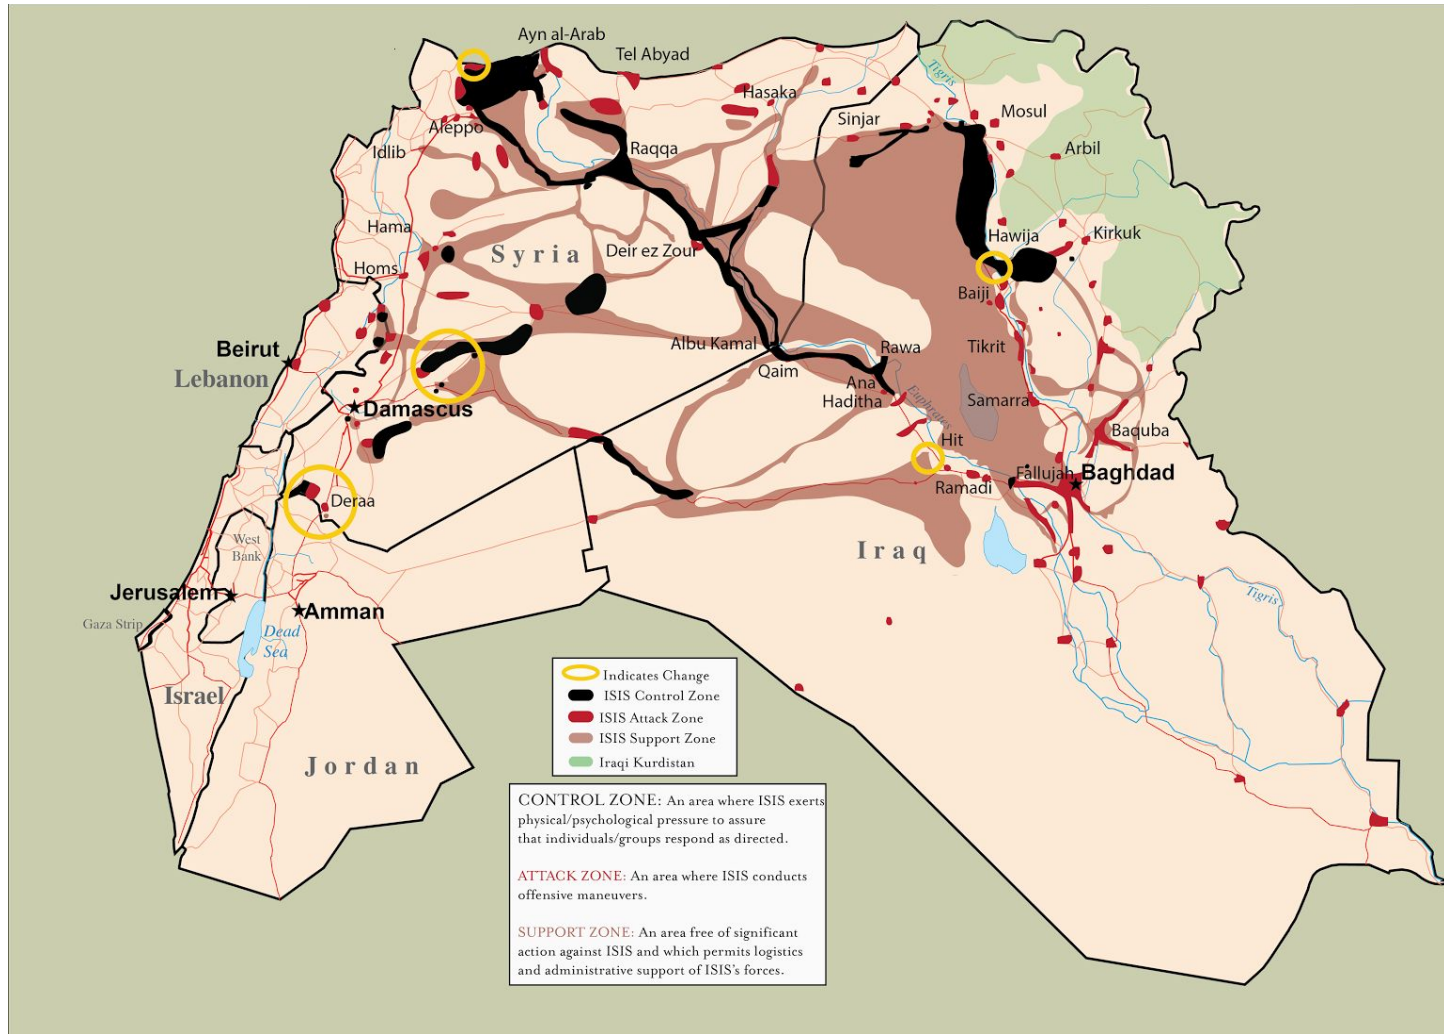 Ayn al-Arab
Tel Abyad
Tigris
Hasaka
Mosul
Sinjar
Aleppo
Idlib
Raqqa
Arbil
Hama
Hawija
Kirkuk
Syria
Deir ez Zour
Homs
Baiji
Beirut
Lebanon
Albu Kamal
Rawa
Tikrit
Qaim
Ana
Haditha
Euphrates
Samarra
Damascus
Hit
Baquba
Fallujah
Baghdad
Ramadi
Deraa
West
Bank
Iraq
Jerusalem
Amman
Tigris
Gaza Strip
Dead
Sea
Israel
Jordan
Indicates Change
ISIS Control Zone
ISIS Attack Zone
ISIS Support Zone
Iraqi Kurdistan
CONTROL ZONE: An area where ISIS exerts
physical/psychological pressure to assure
that individuals/groups respond as directed.
ATTACK ZONE: An area where ISIS conducts
offensive maneuvers.
SUPPORT ZONE: An area free of significant
action against ISIS and which permits logistics
and administrative support of ISIS's forces.